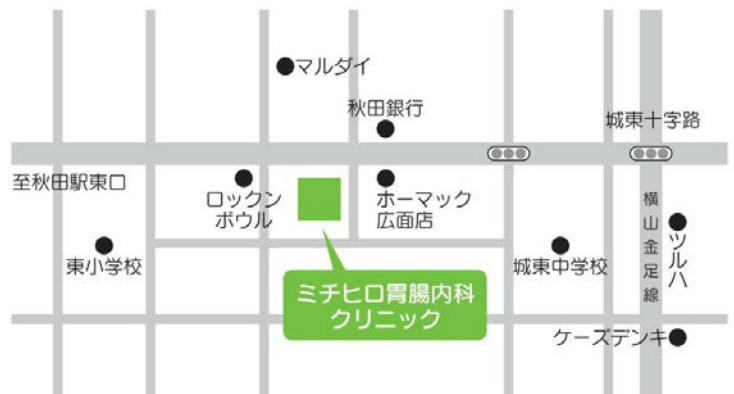 マルダイ
秋田銀行
城東十字路
至秋田駅東口
ロックン
ボウル
ホーマック
広面店
横山金足線
ツルハ
東小学校
城東中学校
ミチヒロ胃腸内科
クリニック
ケーズデンキ